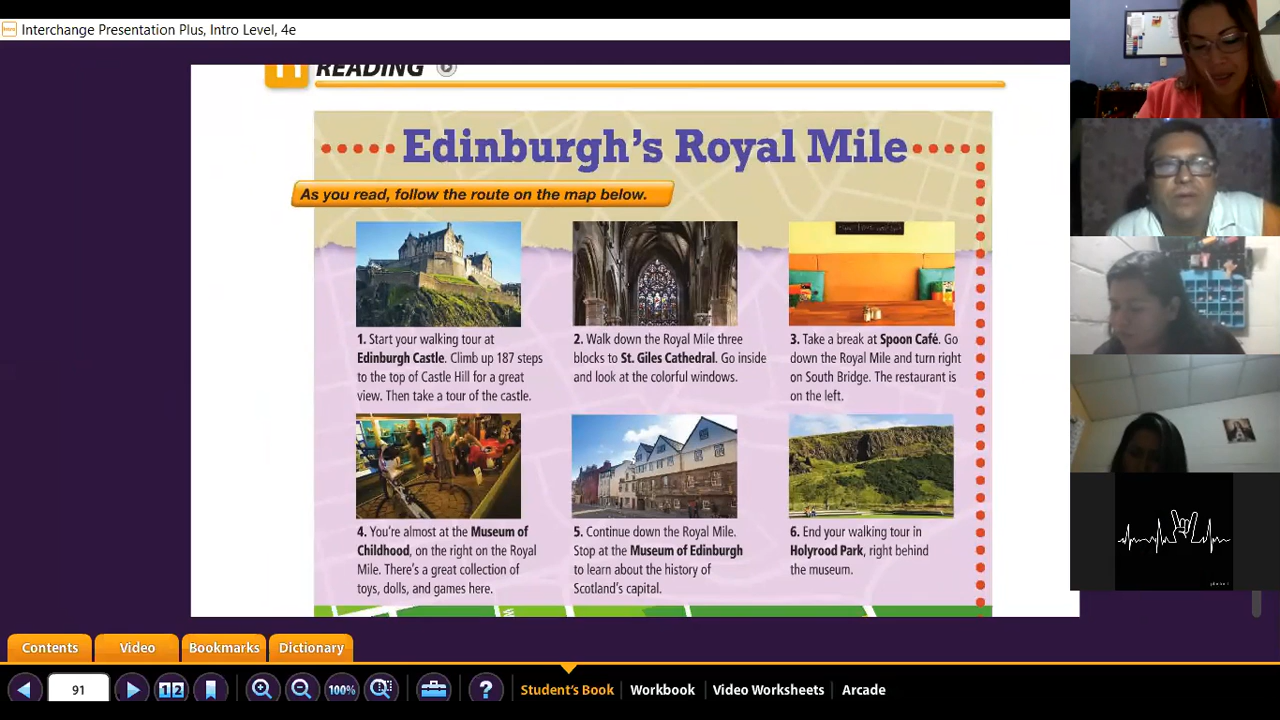 Interchange Presentation Plus, Intro Level, 4e
11 READING
Edinburgh's Royal Mile
As you read, follow the route on the map below.
1. Start your walking tour at
Edinburgh Castle. Climb up 187 steps
to the top of Castle Hill for a great
view. Then take a tour of the castle.
2. Walk down the Royal Mile three
blocks to St. Giles Cathedral. Go inside
and look at the colorful windows.
3. Take a break at Spoon Café. Go
down the Royal Mile and turn right
on South Bridge. The restaurant is
on the left.
4. You're almost at the Museum of
Childhood, on the right on the Royal
Mile. There's a great collection of
toys, dolls, and games here.
5. Continue down the Royal Mile.
Stop at the Museum of Edinburgh
to learn about the history of
Scotland's capital.
6. End your walking tour in
Holyrood Park, right behind
the museum.
Contents Video Bookmarks Dictionary
91 1 2 100% ? Student's Book Workbook Video Worksheets Arcade